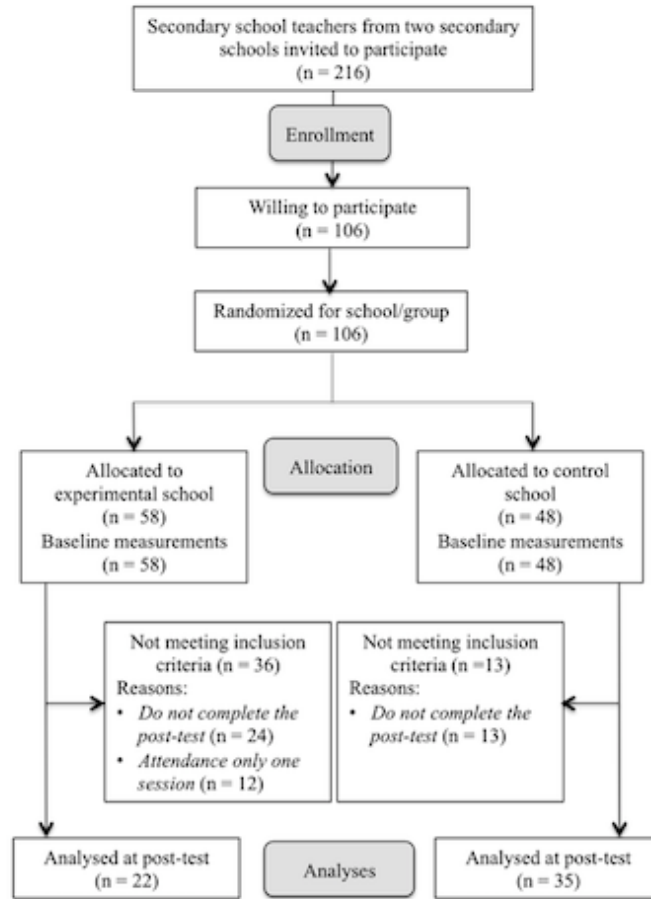 Secondary school teachers from two secondary
schools invited to participate
(n = 216)
Enrollment
Willing to participate
(n = 106)
Randomized for school/group
(n = 106)
Allocated to
experimental school
(n = 58)
Baseline measurements
(n = 58)
Allocation
Allocated to control
school
(n = 48)
Baseline measurements
(n = 48)
Not meeting inclusion
criteria (n = 36)
Reasons:
• Do not complete the
post-test (n = 24)
• Attendance only one
session (n = 12)
Not meeting inclusion
criteria (n =13)
Reasons:
• Do not complete the
post-test (n = 13)
Analysed at post-test
(n = 22)
Analyses
Analysed at post-test
(n = 35)